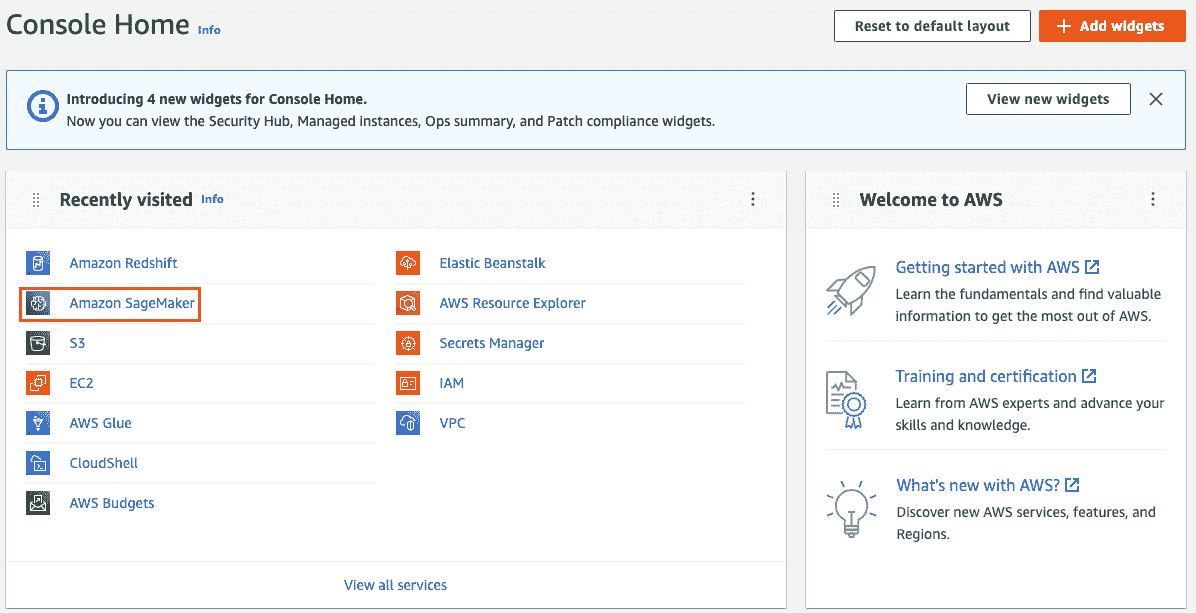 Console Home Info
Reset to default layout
Add widgets
Introducing 4 new widgets for Console Home.
Now you can view the Security Hub, Managed instances, Ops summary, and Patch compliance widgets.
View new widgets
Recently visited Info
Amazon Redshift
Amazon SageMaker
S3
EC2
AWS Glue
CloudShell
AWS Budgets
Elastic Beanstalk
AWS Resource Explorer
Secrets Manager
IAM
VPC
View all services
Welcome to AWS
Getting started with AWS
Learn the fundamentals and find valuable
information to get the most out of AWS.
Training and certification
Learn from AWS experts and advance your
skills and knowledge.
What's new with AWS?
Discover new AWS services, features, and
Regions.